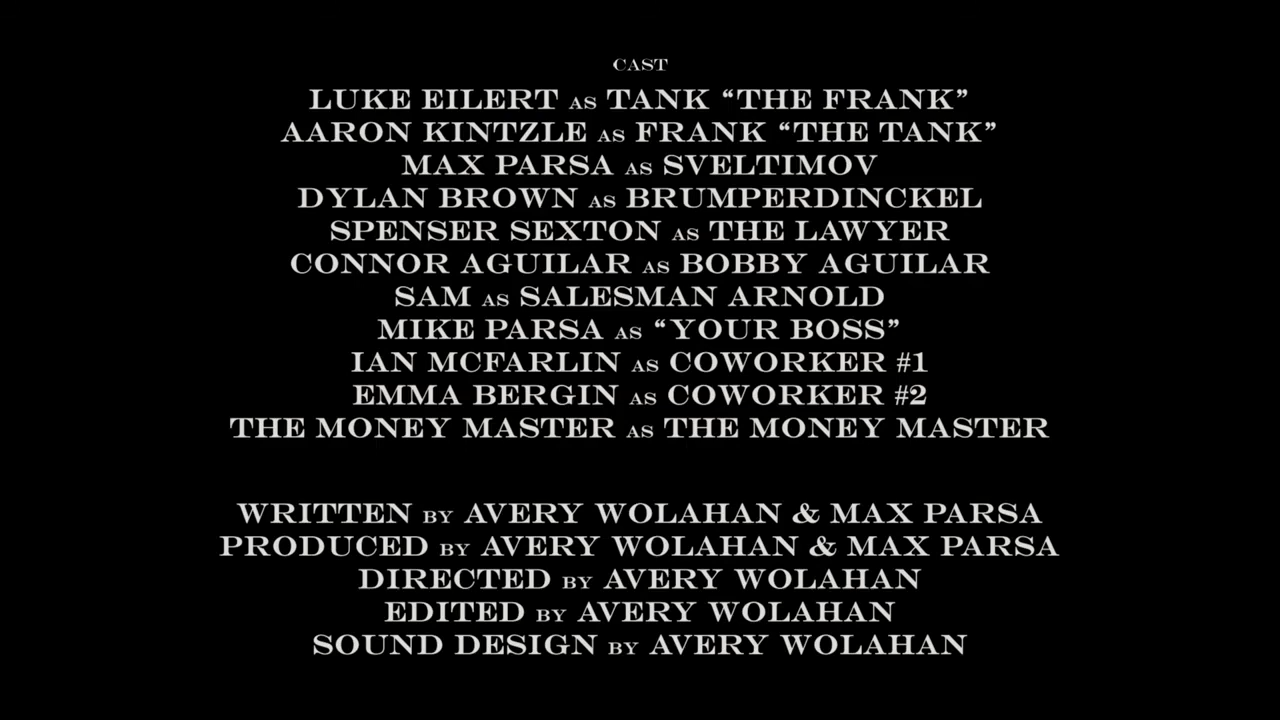 CAST
LUKE EILERT AS TANK “THE FRANK”
AARON KINTZLE AS FRANK “THE TANK”
MAX PARSA AS SVELTIMOV
DYLAN BROWN AS BRUMPERDINCKEL
SPENSER SEXTON AS THE LAWYER
CONNOR AGUILAR AS BOBBY AGUILAR
SAM AS SALESMAN ARNOLD
MIKE PARSA AS “YOUR BOSS”
IAN MCFARLIN AS COWORKER #1
EMMA BERGIN AS COWORKER #2
THE MONEY MASTER AS THE MONEY MASTER
WRITTEN BY AVERY WOLAHAN & MAX PARSA
PRODUCED BY AVERY WOLAHAN & MAX PARSA
DIRECTED BY AVERY WOLAHAN
EDITED BY AVERY WOLAHAN
SOUND DESIGN BY AVERY WOLAHAN